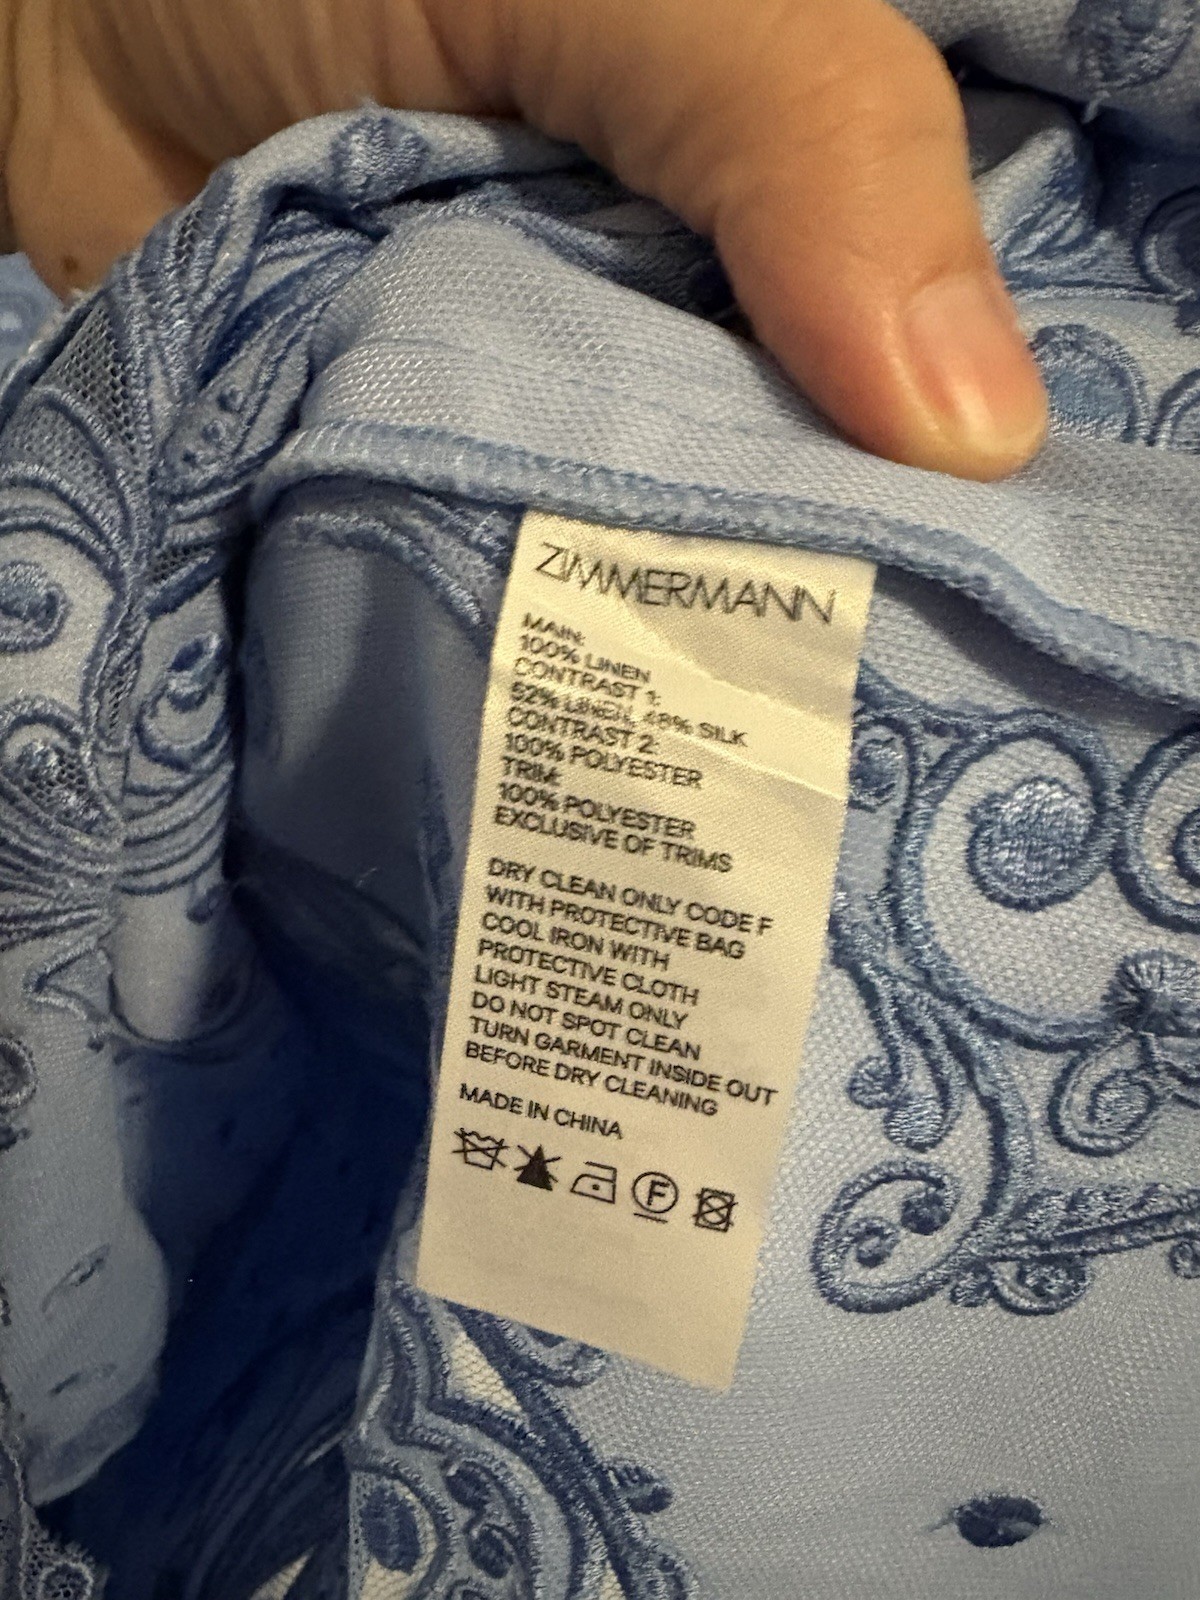 ZIMMERMANN
MAIN:
100% LINEN
CONTRAST 1:
52% LINEN, 48% SILK
CONTRAST 2:
100% POLYESTER
TRIM:
100% POLYESTER
EXCLUSIVE OF TRIMS
DRY CLEAN ONLY CODE F
WITH PROTECTIVE BAG
COOL IRON WITH
PROTECTIVE CLOTH
LIGHT STEAM ONLY
DO NOT SPOT CLEAN
TURN GARMENT INSIDE OUT
BEFORE DRY CLEANING
MADE IN CHINA
F